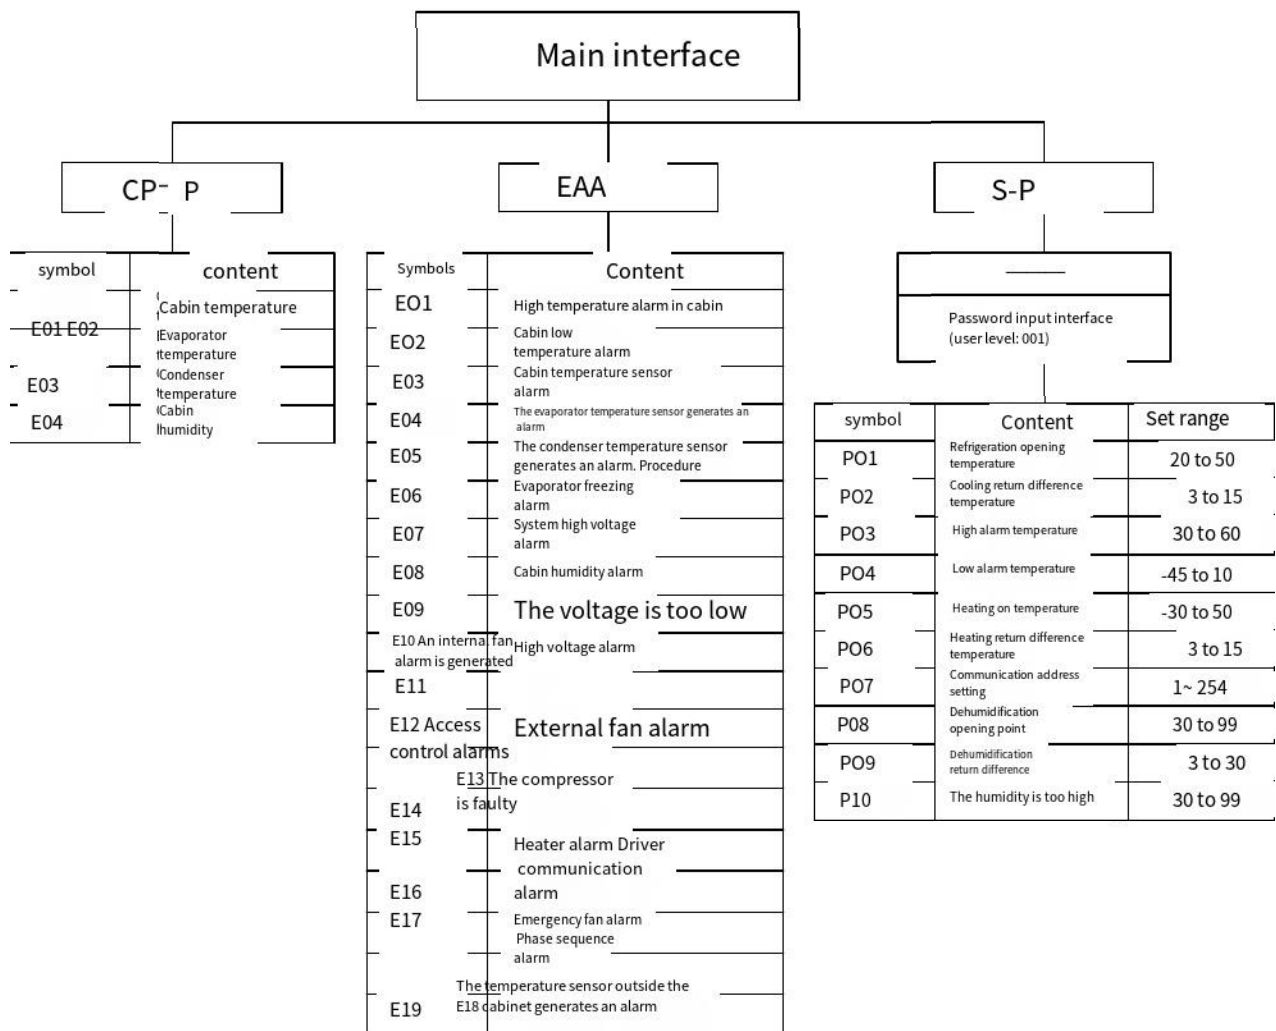 Main interface
CP- P
EAA
S-P
symbol content
Cabin temperature
E01 E02
Evaporator
temperature
E03
Condenser
temperature
E04
Cabin
humidity
Symbols Content
EO1 High temperature alarm in cabin
EO2 Cabin low
temperature alarm
E03 Cabin temperature sensor
alarm
E04 The evaporator temperature sensor generates an
alarm
E05 The condenser temperature sensor
generates an alarm. Procedure
E06 Evaporator freezing
alarm
E07 System high voltage
alarm
E08 Cabin humidity alarm
E09 The voltage is too low
E10 An internal fan
alarm is generated
High voltage alarm
E11
E12 Access
control alarms
External fan alarm
E13 The compressor
is faulty
E14
E15
Heater alarm Driver
communication
alarm
E16
E17
Emergency fan alarm
Phase sequence
alarm
The temperature sensor outside the
E18 cabinet generates an alarm
E19
Password input interface
(user level: 001)
symbol Content Set range
PO1 Refrigeration opening
temperature 20 to 50
PO2 Cooling return difference
temperature 3 to 15
PO3 High alarm temperature 30 to 60
PO4 Low alarm temperature -45 to 10
PO5 Heating on temperature -30 to 50
PO6 Heating return difference
temperature 3 to 15
PO7 Communication address
setting 1~ 254
P08 Dehumidification
opening point 30 to 99
PO9 Dehumidification
return difference 3 to 30
P10 The humidity is too high 30 to 99